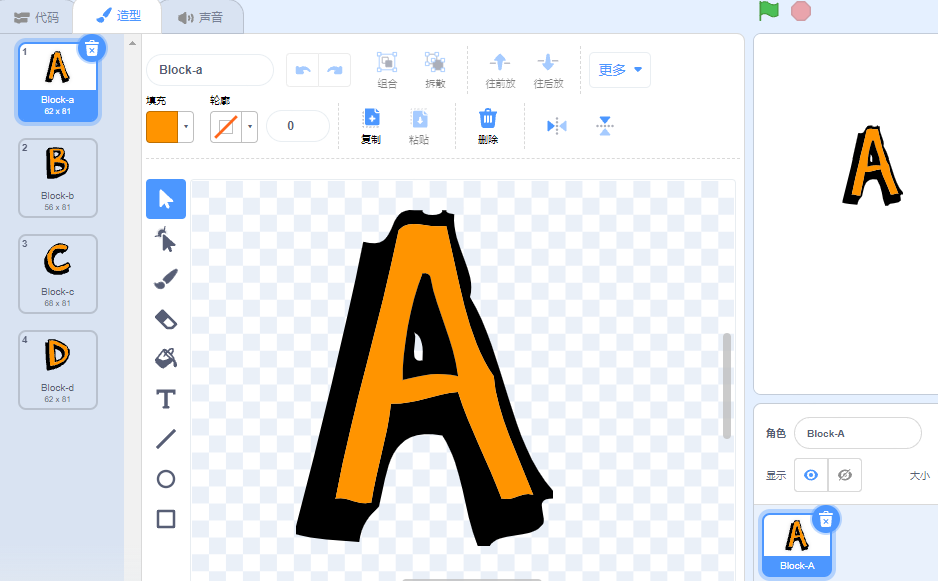 代码
造型
声音
1
A
Block-a
62 x 81
2
B
Block-b
56 x 81
3
C
Block-c
68 x 81
4
D
Block-d
62 x 81
Block-a
组合
拆散
往前放
往后放
更多
填充
轮廓
0
复制
粘贴
删除
T
A
A
角色
Block-A
显示
大小
A
Block-A